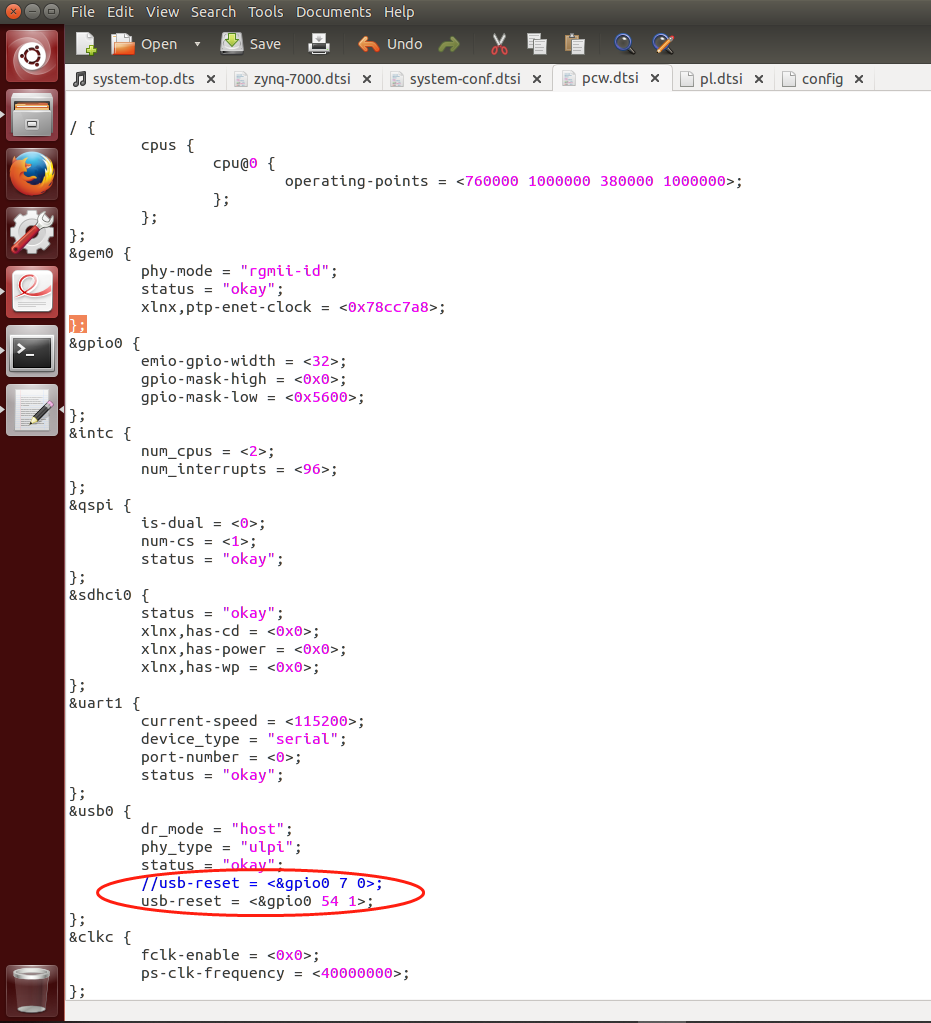 File Edit View Search Tools Documents Help
Open Save Undo
system-top.dts zynq-7000.dtsi system-conf.dtsi pcw.dtsi pl.dtsi config
/ {
cpus {
cpu@0 {
operating-points = <760000 1000000 380000 1000000>;
};
};
};
&gem0 {
phy-mode = "rgmii-id";
status = "okay";
xlnx,ptp-enet-clock = <0x78cc7a8>;
};
&gpio0 {
emio-gpio-width = <32>;
gpio-mask-high = <0x0>;
gpio-mask-low = <0x5600>;
};
&intc {
num_cpus = <2>;
num_interrupts = <96>;
};
&qspi {
is-dual = <0>;
num-cs = <1>;
status = "okay";
};
&sdhci0 {
status = "okay";
xlnx,has-cd = <0x0>;
xlnx,has-power = <0x0>;
xlnx,has-wp = <0x0>;
};
&uart1 {
current-speed = <115200>;
device_type = "serial";
port-number = <0>;
status = "okay";
};
&usb0 {
dr_mode = "host";
phy_type = "ulpi";
status = "okay";
//usb-reset = <&gpio0 7 0>;
usb-reset = <&gpio0 54 1>;
};
&clkc {
fclk-enable = <0x0>;
ps-clk-frequency = <40000000>;
};